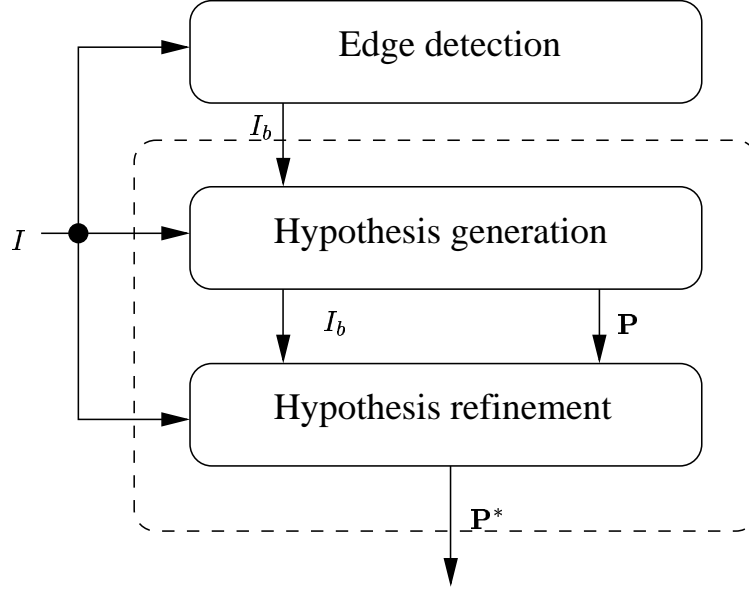 Edge detection
I_b
Hypothesis generation
I
I_b
P
Hypothesis refinement
P*